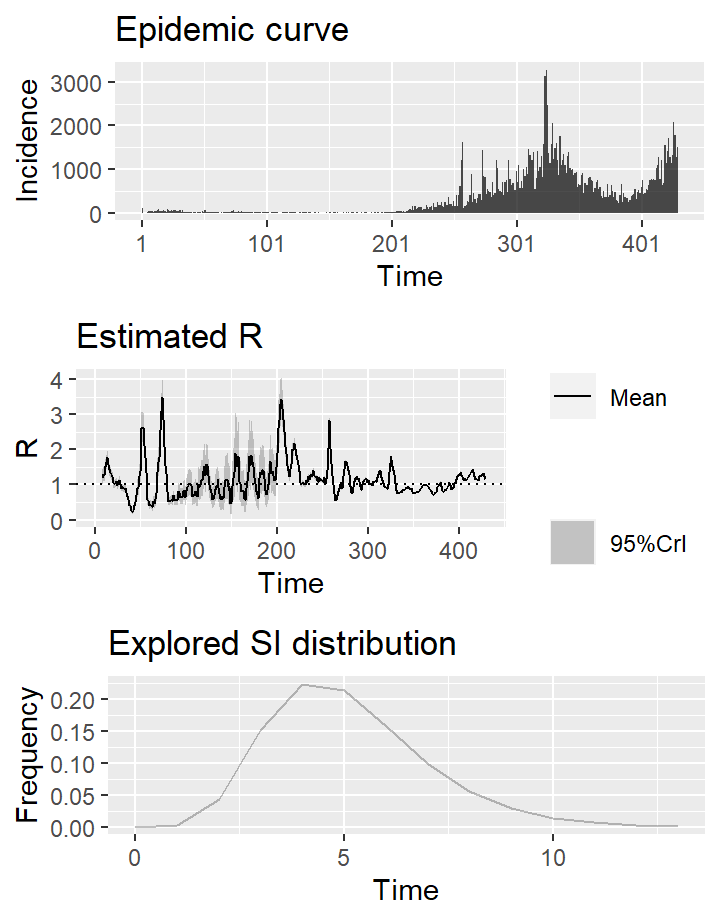 Epidemic curve
3000
2000
1000
0
Incidence
1 101 201 301 401
Time
Estimated R
4
3
2
1
0
R
0 100 200 300 400
Time
Mean
95%CrI
Explored SI distribution
0.20
0.15
0.10
0.05
0.00
Frequency
0 5 10
Time